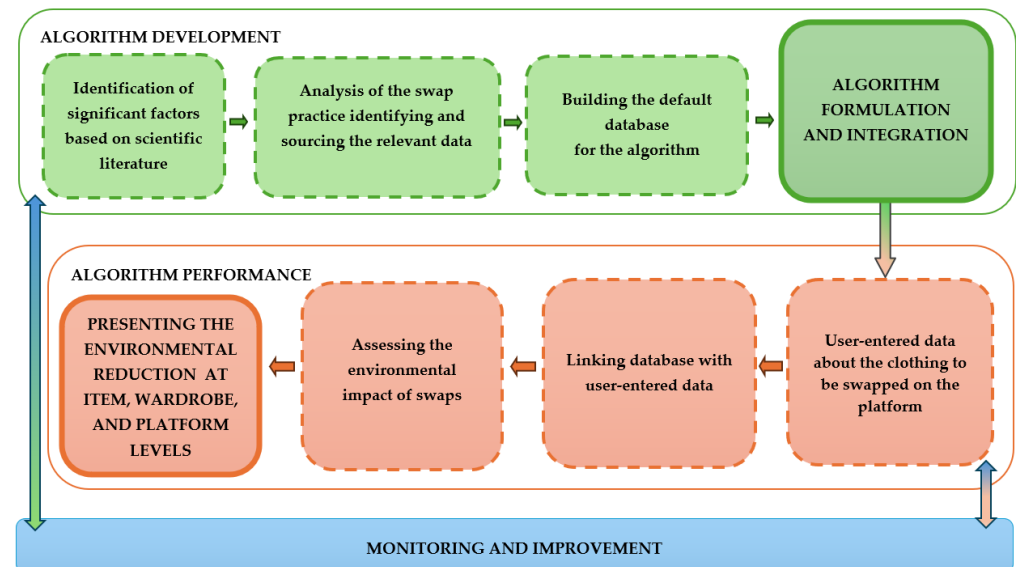 ALGORITHM DEVELOPMENT
Identification of
significant factors
based on scientific
literature
Analysis of the swap
practice identifying and
sourcing the relevant data
Building the default
database
for the algorithm
ALGORITHM
FORMULATION
AND INTEGRATION
ALGORITHM PERFORMANCE
PRESENTING THE
ENVIRONMENTAL
REDUCTION AT
ITEM, WARDROBE,
AND PLATFORM
LEVELS
Assessing the
environmental
impact of swaps
Linking database with
user-entered data
User-entered data
about the clothing to
be swapped on the
platform
MONITORING AND IMPROVEMENT